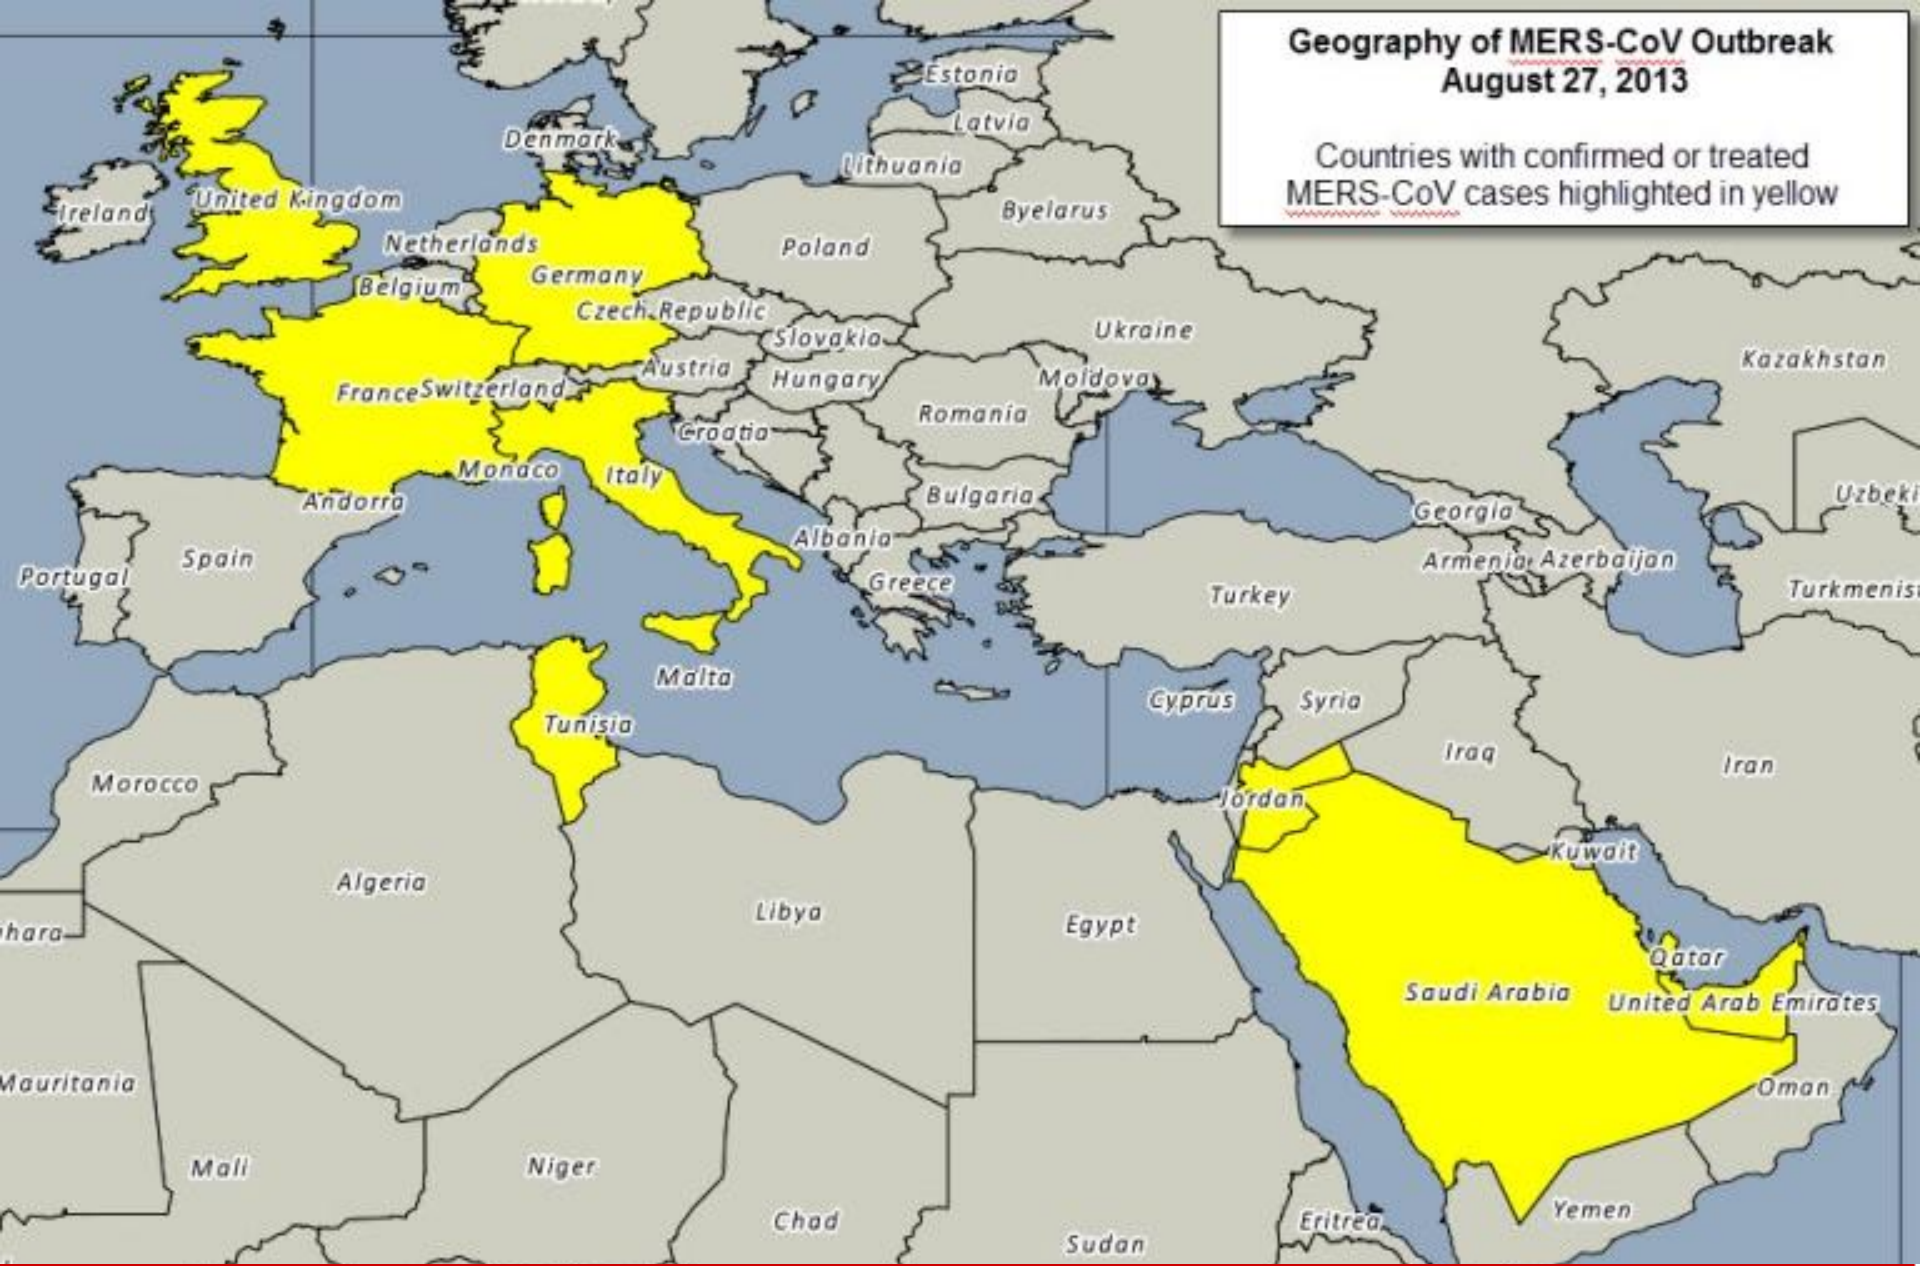 Geography of MERS-CoV Outbreak
August 27, 2013
Countries with confirmed or treated
MERS-CoV cases highlighted in yellow
Estonia
Latvia
Denmark
Lithuania
United Kingdom
Ireland
Byelarus
Netherlands
Poland
Germany
Belgium
Czech Republic
Slovakia
Ukraine
Kazakhstan
Austria
Hungary
Moldova
France
Switzerland
Romania
Croatia
Monaco
Italy
Bulgaria
Uzbeki
Andorra
Georgia
Albania
Spain
Armenia
Azerbaijan
Portugal
Greece
Turkey
Turkmenist
Malta
Cyprus
Syria
Tunisia
Iraq
Iran
Morocco
Jordan
Kuwait
Algeria
Libya
Egypt
hara
Qatar
Saudi Arabia
United Arab Emirates
Mauritania
Oman
Mali
Niger
Chad
Yemen
Eritrea
Sudan